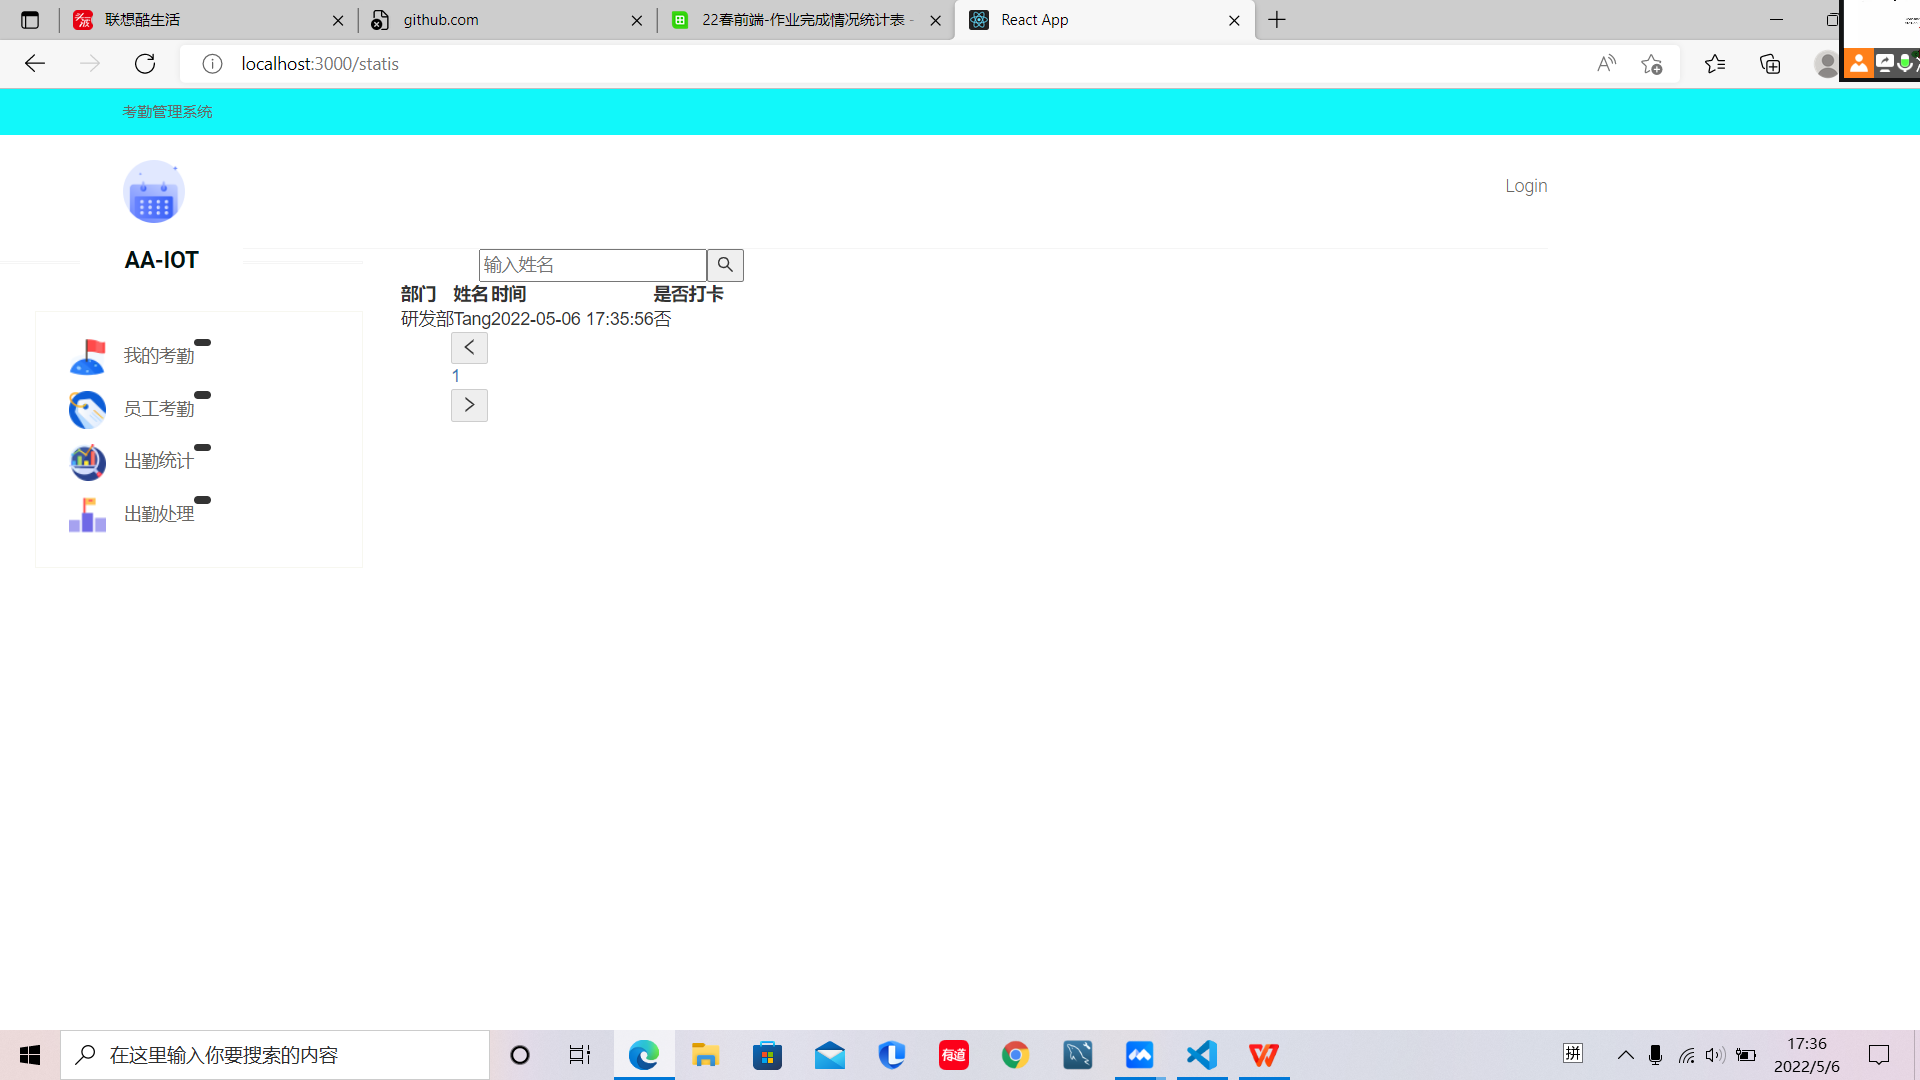 联想酷生活
github.com
22春前端-作业完成情况统计表 -
React App
localhost:3000/statis
考勤管理系统
Login
AA-IOT
输入姓名
部门 姓名 时间 是否打卡
研发部Tang2022-05-06 17:35:56否
1
我的考勤
员工考勤
出勤统计
出勤处理
在这里输入你要搜索的内容
有道
拼
17:36
2022/5/6